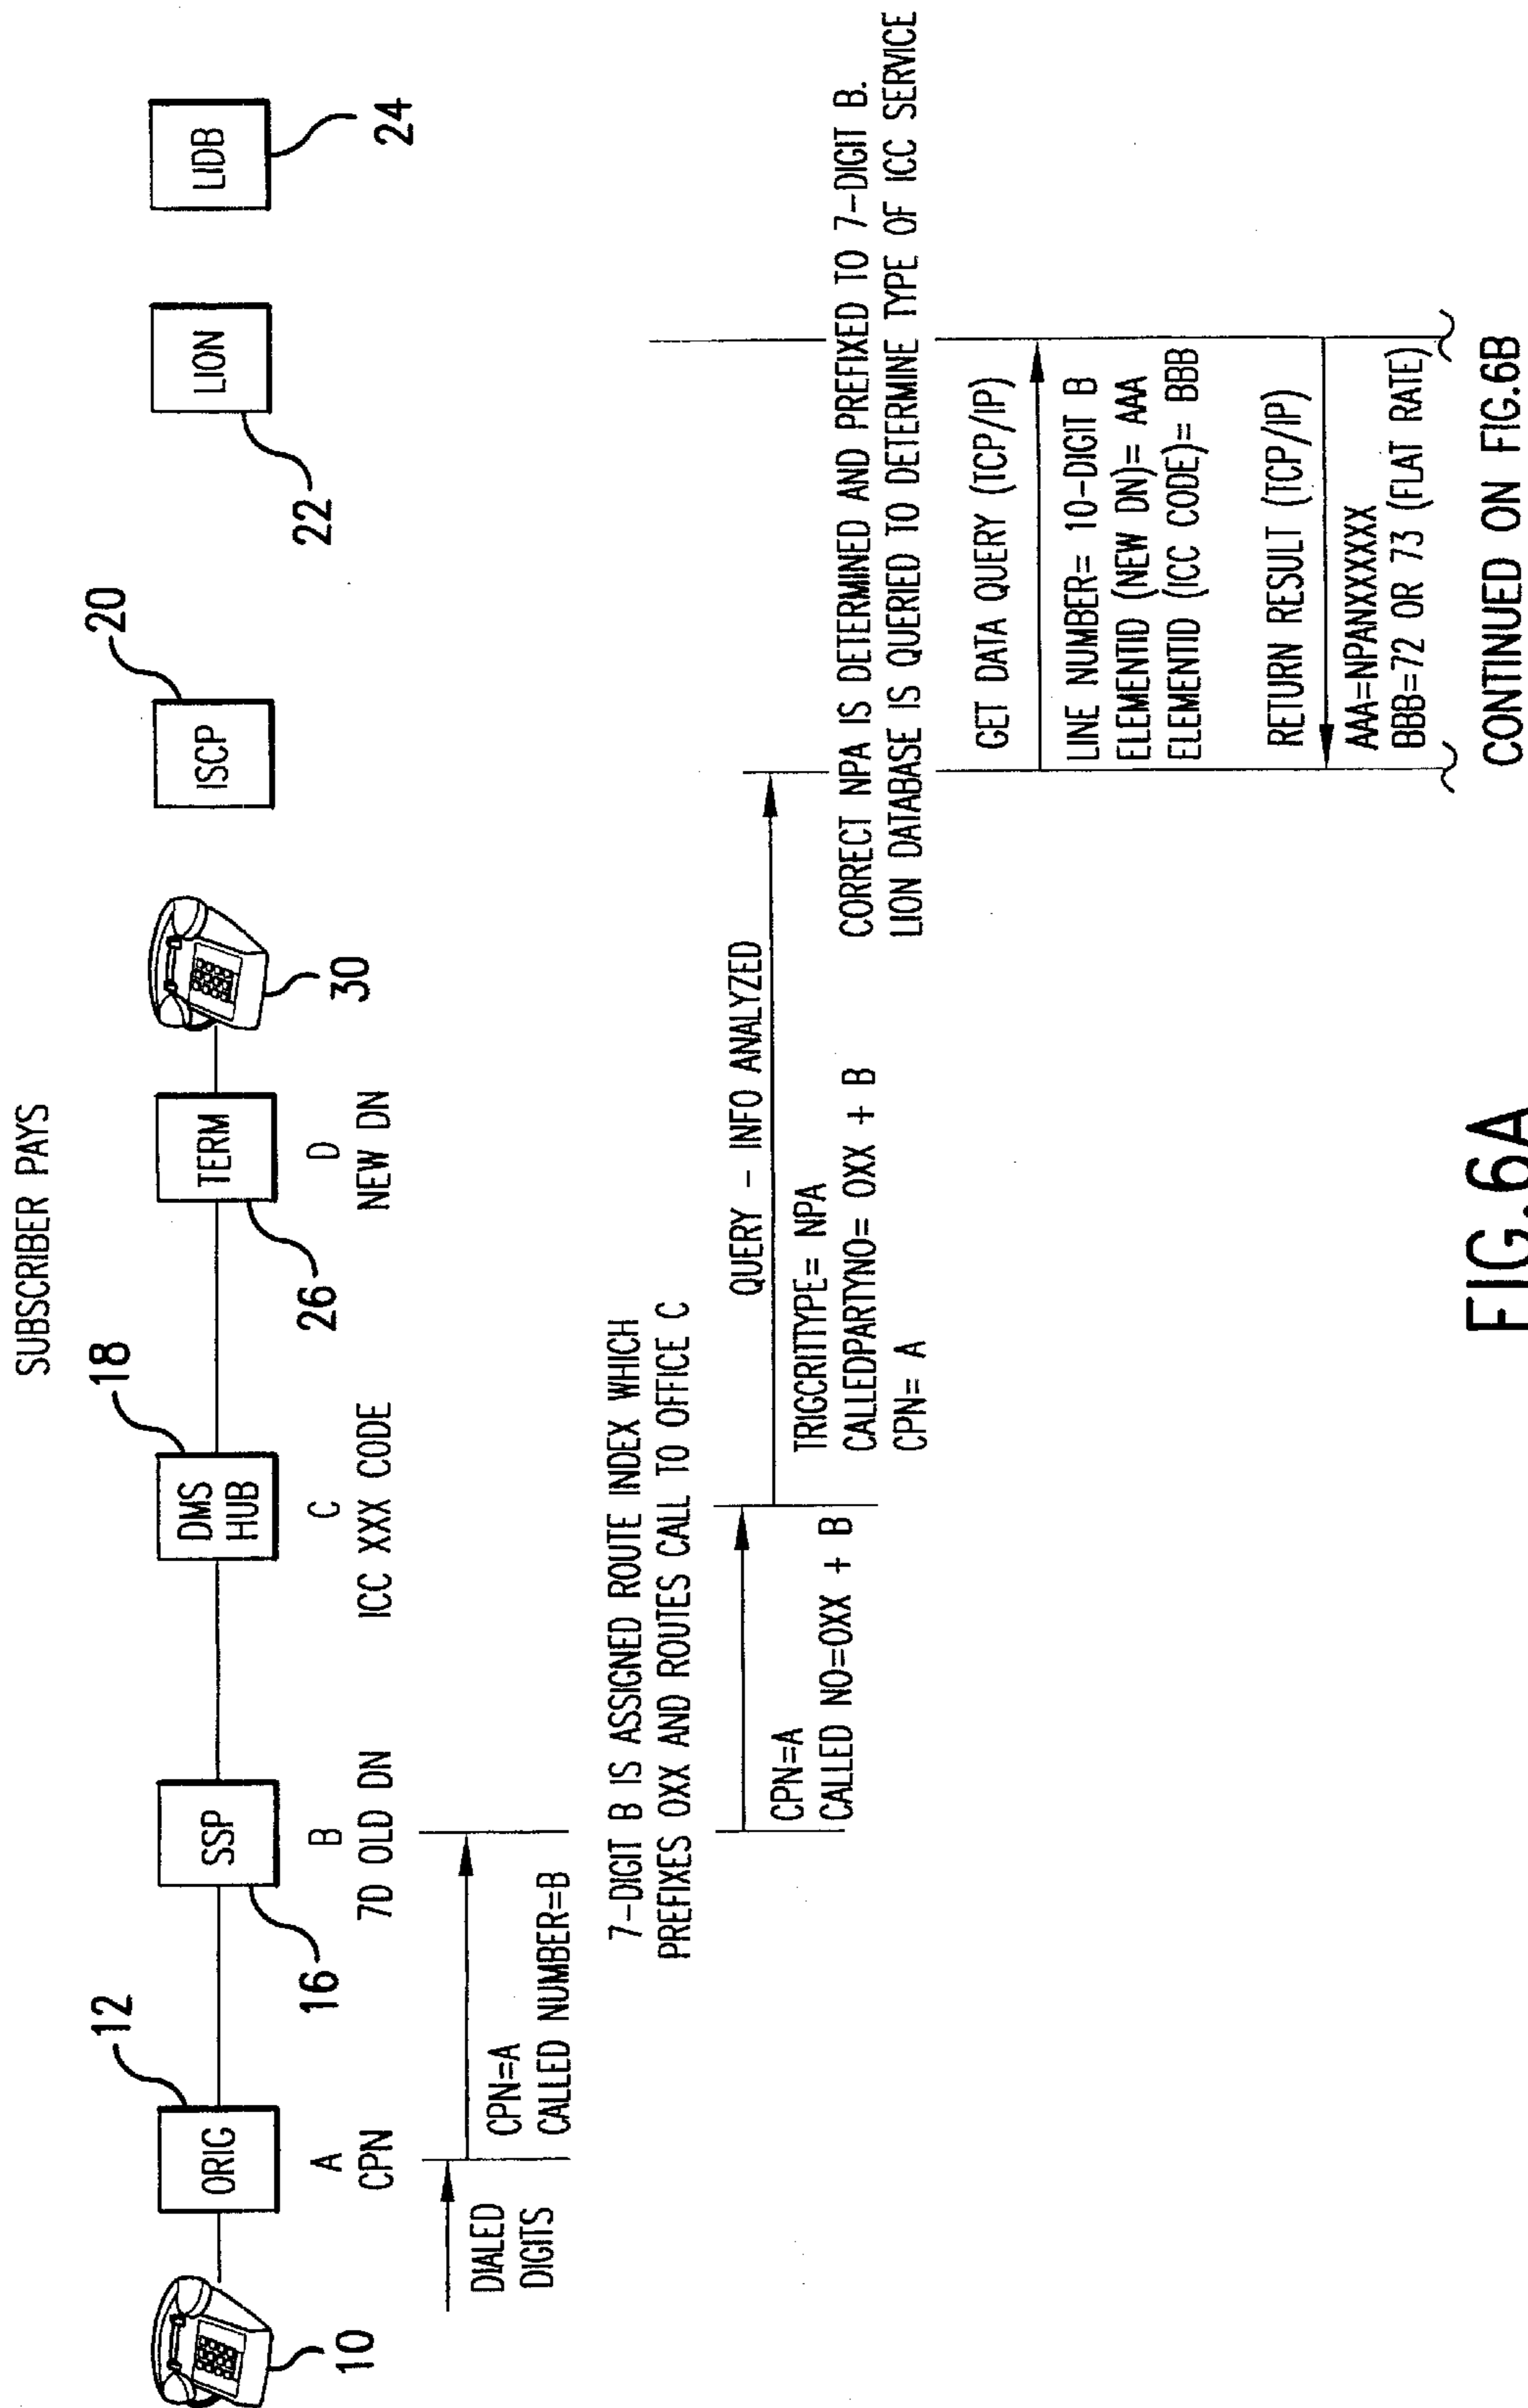 SUBSCRIBER PAYS
10
ORIG
12
A
CPN
SSP
16
B
7D OLD DN
DMS
HUB
18
C
ICC XXX CODE
TERM
26
D
NEW DN
30
ISCP
20
LION
22
LIDB
24
DIALED
DIGITS
CPN=A
CALLED NUMBER=B
7-DIGIT B IS ASSIGNED ROUTE INDEX WHICH
PREFIXES OXX AND ROUTES CALL TO OFFICE C
CPN=A
CALLED NO=OXX + B
QUERY - INFO ANALYZED
TRIGCRITYPE= NPA
CALLEDPARTYNO= OXX + B
CPN= A
CORRECT NPA IS DETERMINED AND PREFIXED TO 7-DIGIT B.
LION DATABASE IS QUERIED TO DETERMINE TYPE OF ICC SERVICE
GET DATA QUERY (TCP/IP)
LINE NUMBER= 10-DIGIT B
ELEMENTID (NEW DN)= AAA
ELEMENTID (ICC CODE)= BBB
RETURN RESULT (TCP/IP)
AAA=NPANXXXXXX
BBB=72 OR 73 (FLAT RATE)
CONTINUED ON FIG.6B
FIG.6A